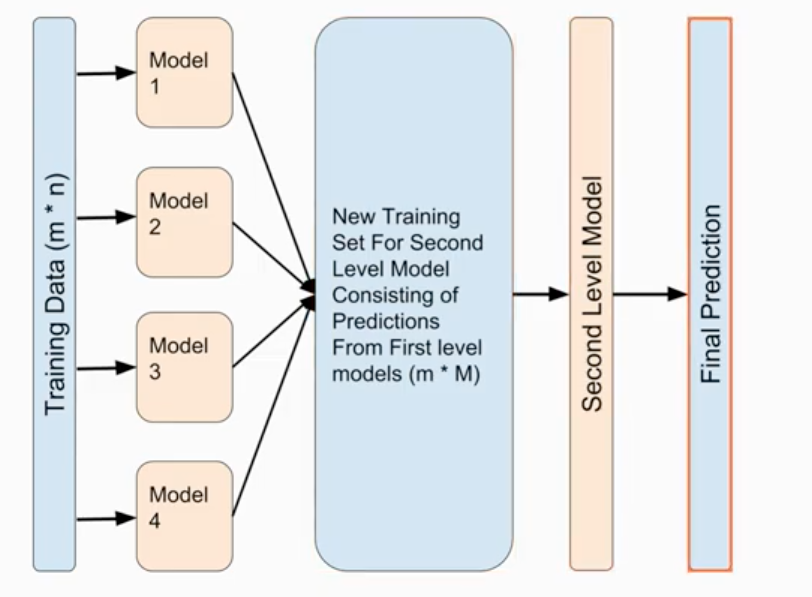 Training Data (m * n)
Model
1
Model
2
Model
3
Model
4
New Training
Set For Second
Level Model
Consisting of
Predictions
From First level
models (m * M)
Second Level Model
Final Prediction